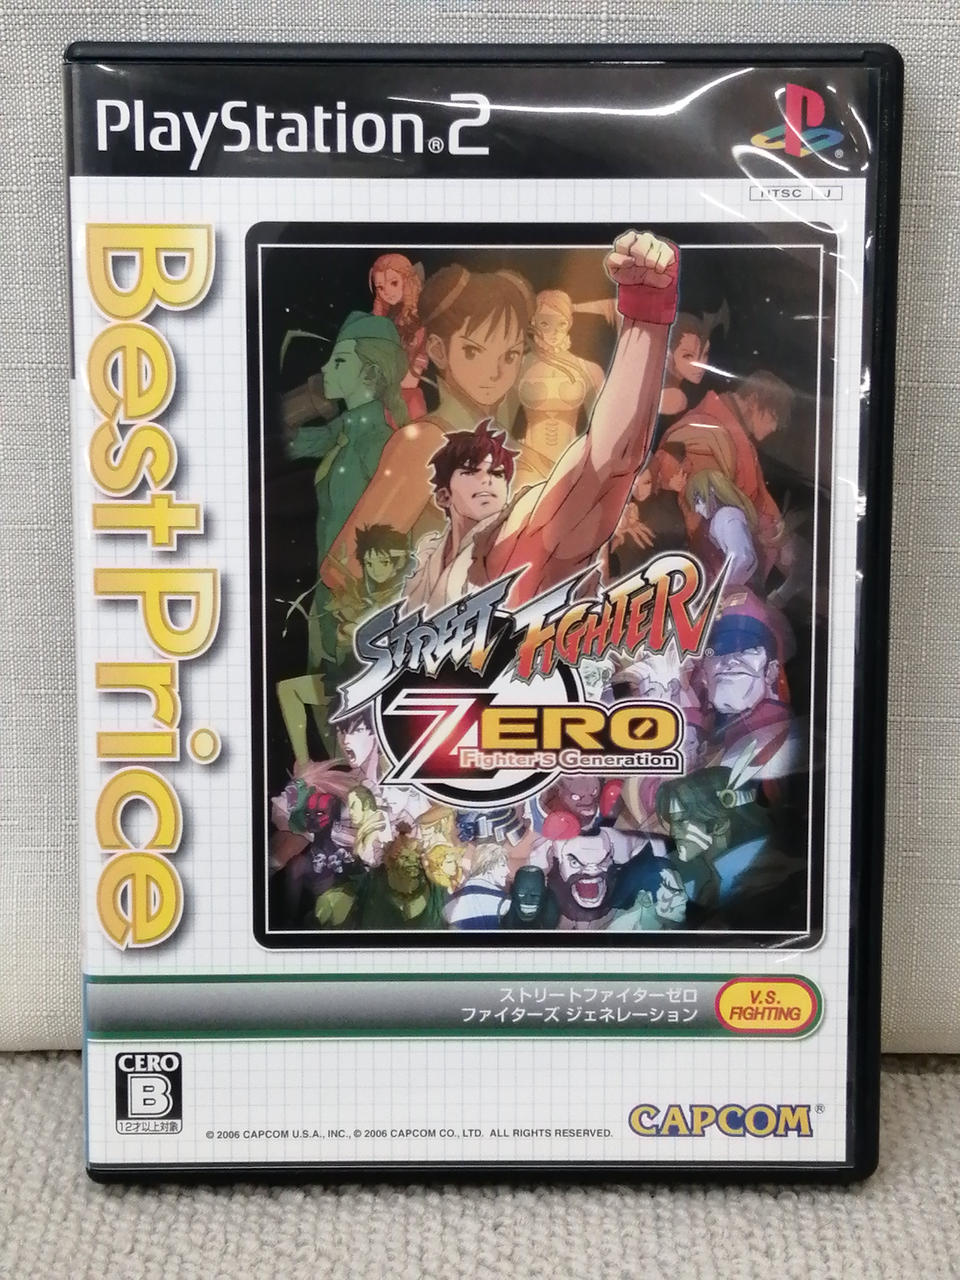 PlayStation®2
NTSC J
Best Price
STREET FIGHTER®
ZERO
Fighter's Generation
ストリートファイターゼロ
ファイターズ ジェネレーション
V.S.
FIGHTING
CERO
B
12才以上対象
© 2006 CAPCOM U.S.A., INC., © 2006 CAPCOM CO., LTD. ALL RIGHTS RESERVED.
CAPCOM®